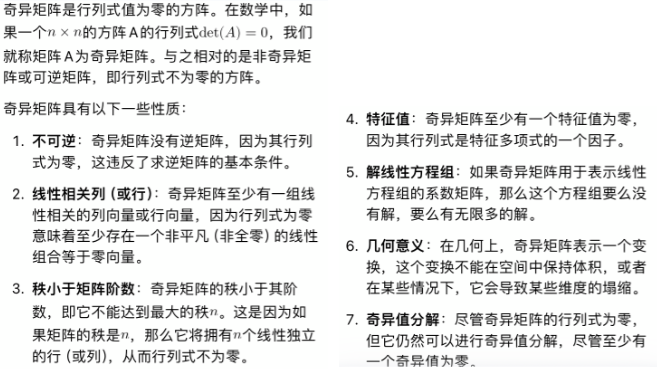 奇异矩阵是行列式值为零的方阵。在数学中，如
果一个n × n的方阵 A 的行列式det(A) = 0，我们
就称矩阵 A 为奇异矩阵。与之相对的是非奇异矩
阵或可逆矩阵，即行列式不为零的方阵。
奇异矩阵具有以下一些性质：
1. 不可逆：奇异矩阵没有逆矩阵，因为其行列
式为零，这违反了求逆矩阵的基本条件。
2. 线性相关列（或行）：奇异矩阵至少有一组线
性相关的列向量或行向量，因为行列式为零
意味着至少存在一个非平凡（非全零）的线性
组合等于零向量。
3. 秩小于矩阵阶数：奇异矩阵的秩小于其阶
数，即它不能达到最大的秩n。这是因为如
果矩阵的秩是n，那么它将拥有n个线性独立
的行（或列），从而行列式不为零。
4. 特征值：奇异矩阵至少有一个特征值为零，
因为其行列式是特征多项式的一个因子。
5. 解线性方程组：如果奇异矩阵用于表示线性
方程组的系数矩阵，那么这个方程组要么没
有解，要么有无限多的解。
6. 几何意义：在几何上，奇异矩阵表示一个变
换，这个变换不能在空间中保持体积，或者
在某些情况下，它会导致某些维度的塌缩。
7. 奇异值分解：尽管奇异矩阵的行列式为零，
但它仍然可以进行奇异值分解，尽管至少有
一个奇异值为零。